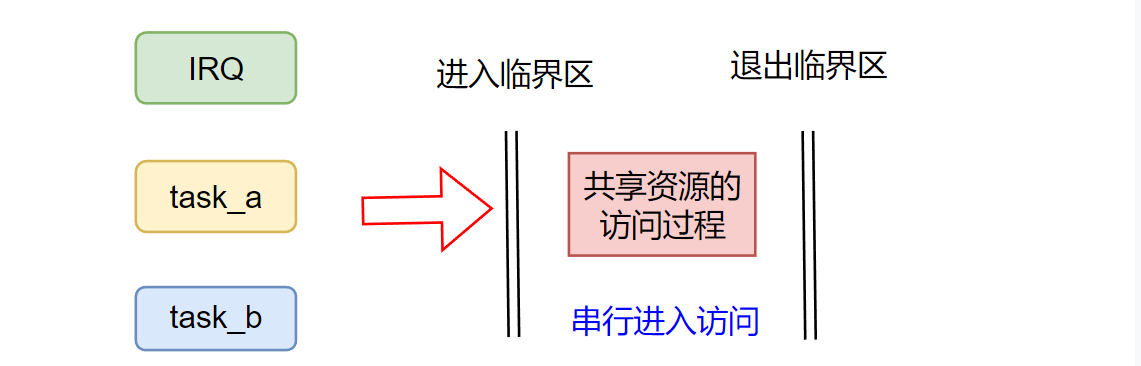 IRQ
进入临界区
退出临界区
task_a
共享资源的
访问过程
task_b
串行进入访问